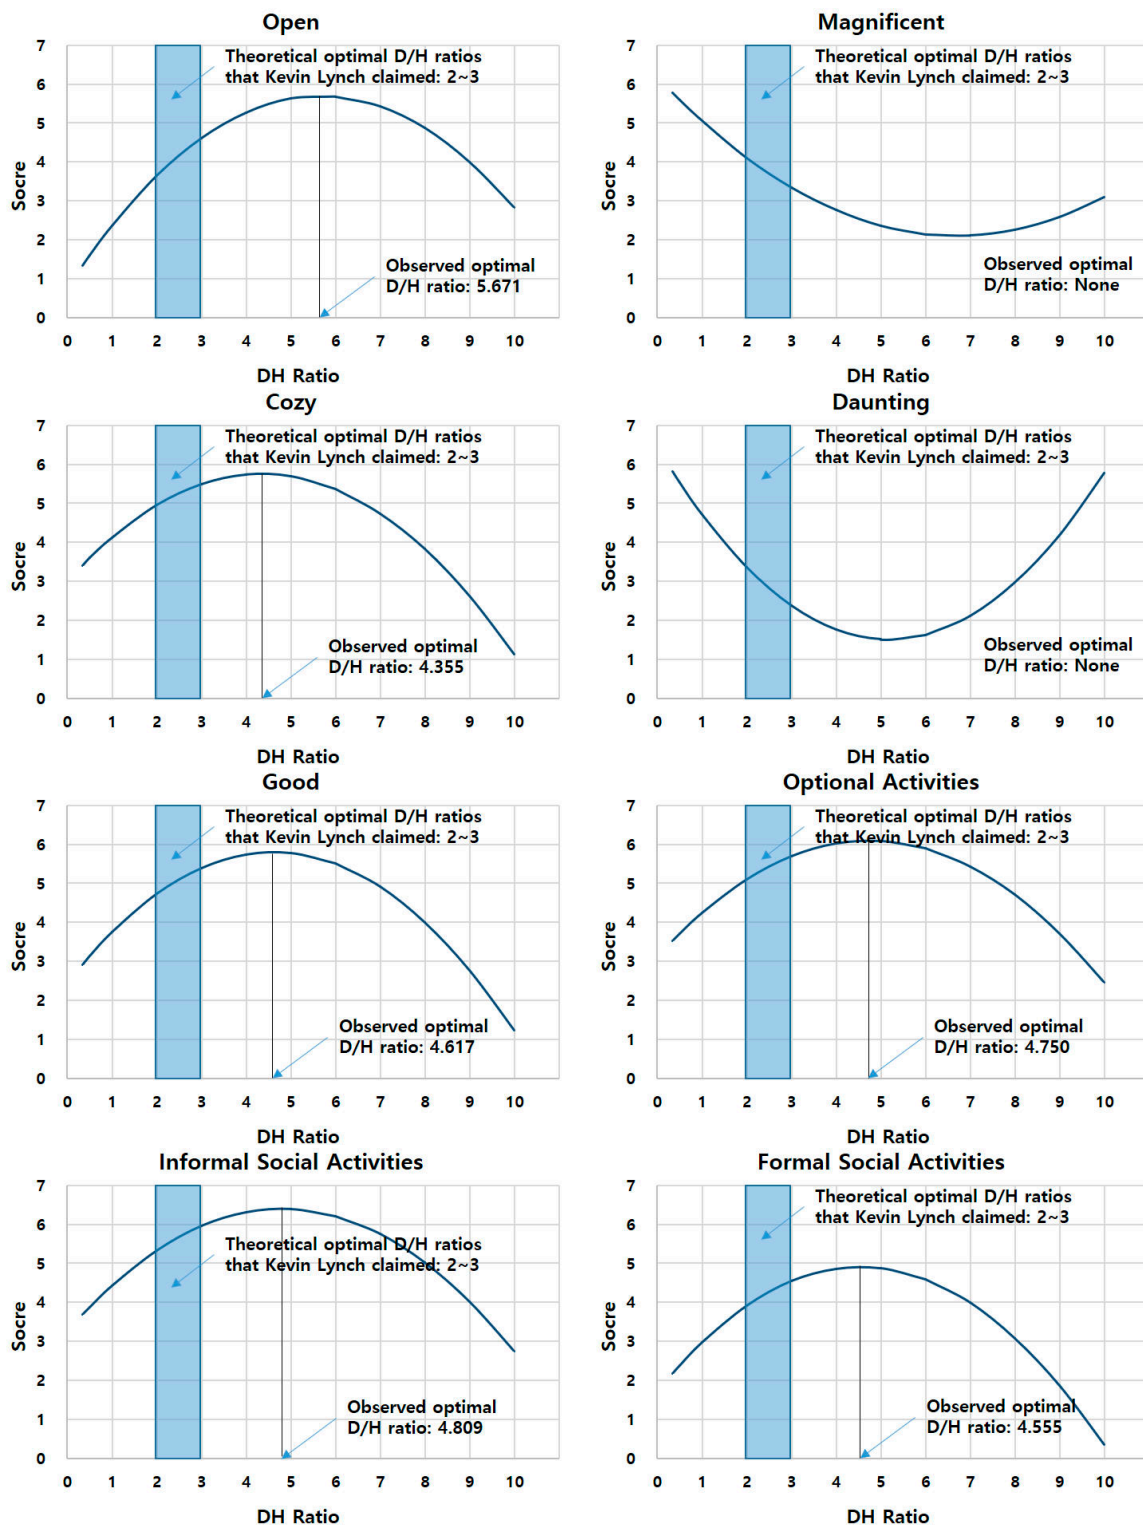 Open
7
6
5
4
3
2
1
0
Socre
Theoretical optimal D/H ratios
that Kevin Lynch claimed: 2~3
Observed optimal
D/H ratio: 5.671
0 1 2 3 4 5 6 7 8 9 10
DH Ratio
Magnificent
7
6
5
4
3
2
1
0
Socre
Theoretical optimal D/H ratios
that Kevin Lynch claimed: 2~3
Observed optimal
D/H ratio: None
0 1 2 3 4 5 6 7 8 9 10
DH Ratio
Cozy
7
6
5
4
3
2
1
0
Socre
Theoretical optimal D/H ratios
that Kevin Lynch claimed: 2~3
Observed optimal
D/H ratio: 4.355
0 1 2 3 4 5 6 7 8 9 10
DH Ratio
Daunting
7
6
5
4
3
2
1
0
Socre
Theoretical optimal D/H ratios
that Kevin Lynch claimed: 2~3
Observed optimal
D/H ratio: None
0 1 2 3 4 5 6 7 8 9 10
DH Ratio
Good
7
6
5
4
3
2
1
0
Socre
Theoretical optimal D/H ratios
that Kevin Lynch claimed: 2~3
Observed optimal
D/H ratio: 4.617
0 1 2 3 4 5 6 7 8 9 10
DH Ratio
Optional Activities
7
6
5
4
3
2
1
0
Socre
Theoretical optimal D/H ratios
that Kevin Lynch claimed: 2~3
Observed optimal
D/H ratio: 4.750
0 1 2 3 4 5 6 7 8 9 10
DH Ratio
Informal Social Activities
7
6
5
4
3
2
1
0
Socre
Theoretical optimal D/H ratios
that Kevin Lynch claimed: 2~3
Observed optimal
D/H ratio: 4.809
0 1 2 3 4 5 6 7 8 9 10
DH Ratio
Formal Social Activities
7
6
5
4
3
2
1
0
Socre
Theoretical optimal D/H ratios
that Kevin Lynch claimed: 2~3
Observed optimal
D/H ratio: 4.555
0 1 2 3 4 5 6 7 8 9 10
DH Ratio